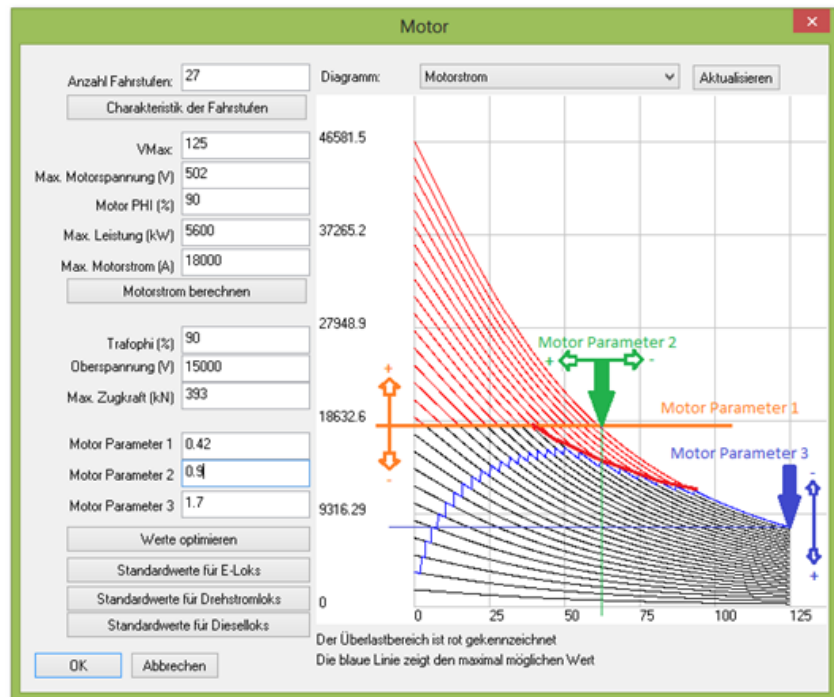 Motor
Anzahl Fahrstufen: 27
Diagramm: Motorstrom Aktualisieren
Charakteristik der Fahrstufen
VMax: 125
Max. Motorspannung (V) 502
Motor PHI (%) 90
Max. Leistung (kW) 5600
Max. Motorstrom (A) 18000
Motorstrom berechnen
Trafophi (%) 90
Oberspannung (V) 15000
Max. Zugkraft (kN) 393
Motor Parameter 1 0.42
Motor Parameter 2 0.9
Motor Parameter 3 1.7
Werte optimieren
Standardwerte für E-Loks
Standardwerte für Drehstromloks
Standardwerte für Dieselloks
OK Abbrechen
46581.5
37265.2
27948.9
18632.6
9316.29
0
0 25 50 75 100 125
Motor Parameter 2
+ -
Motor Parameter 1
+
-
Motor Parameter 3
-
+
Der Überlastbereich ist rot gekennzeichnet
Die blaue Linie zeigt den maximal möglichen Wert